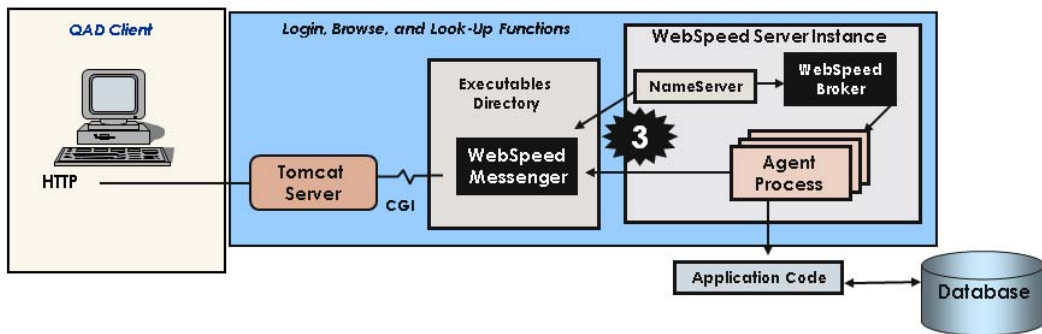 QAD Client
HTTP
Login, Browse, and Look-Up Functions
Tomcat
Server
CGI
Executables
Directory
WebSpeed
Messenger
3
WebSpeed Server Instance
NameServer
WebSpeed
Broker
Agent
Process
Application Code
Database